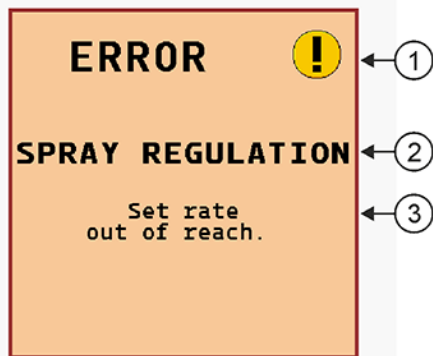 ERROR !
1
SPRAY REGULATION
2
Set rate
3
out of reach.